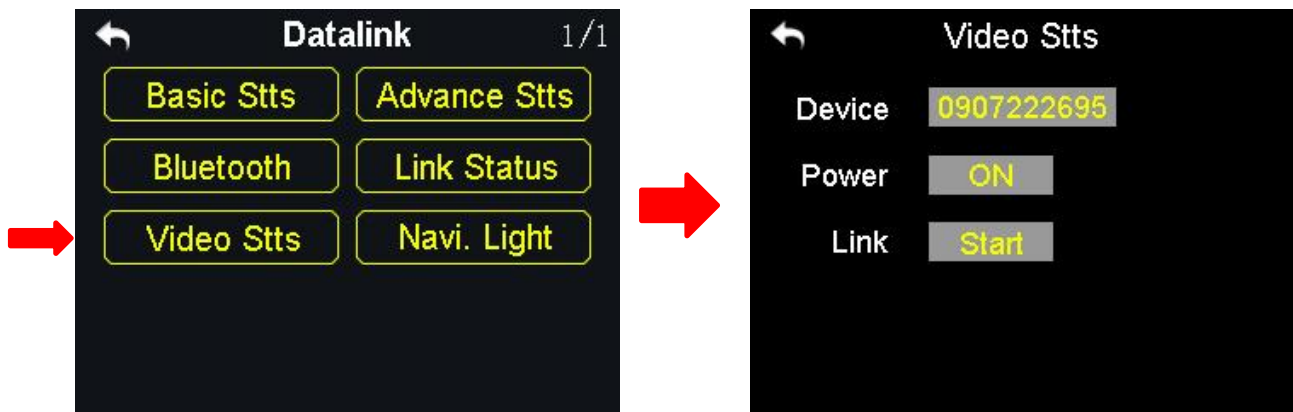 Datalink 1/1
Basic Stts Advance Stts
Bluetooth Link Status
Video Stts Navi. Light
Video Stts
Device 0907222695
Power ON
Link Start